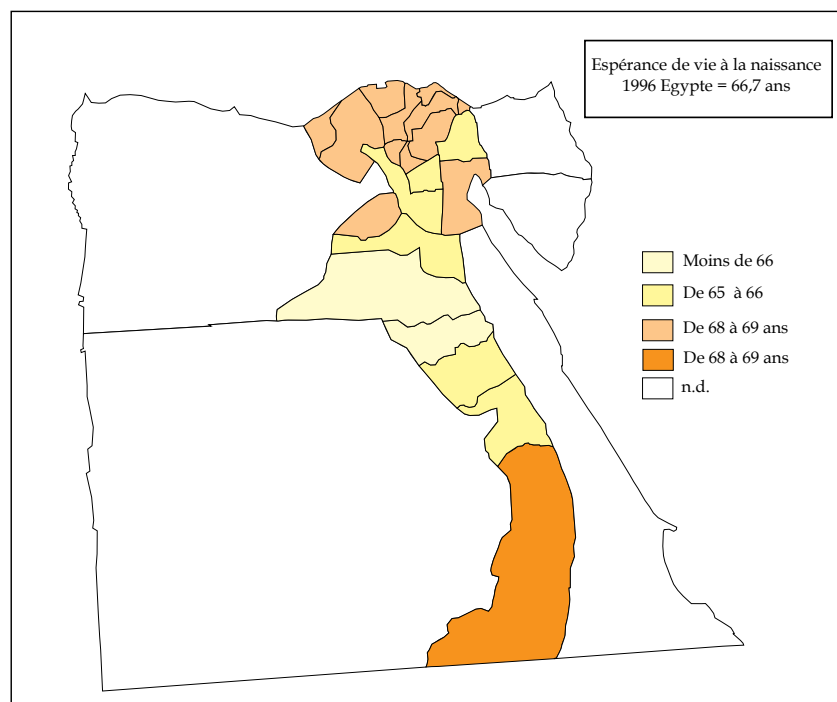 Espérance de vie à la naissance
1996 Egypte = 66,7 ans
Moins de 66
De 65 à 66
De 68 à 69 ans
De 68 à 69 ans
n.d.